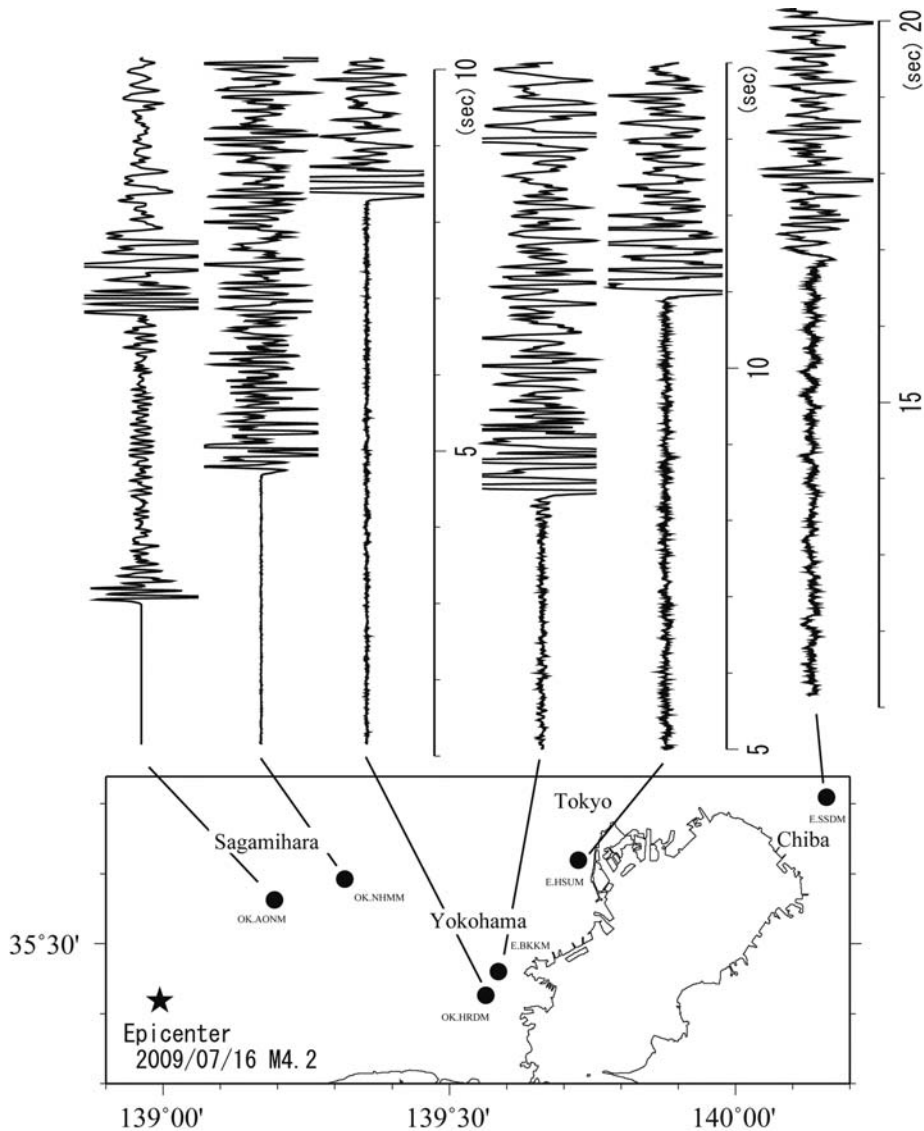 20
(sec)
10
(sec)
(sec)
15
10
5
5
Tokyo
E.SSDM
Chiba
Sagamihara
E.HSUM
OK.NHMM
OK.AONM
Yokohama
E.BKKM
35°30'
OK.HRDM
Epicenter
2009/07/16 M4.2
139°00'
139°30'
140°00'